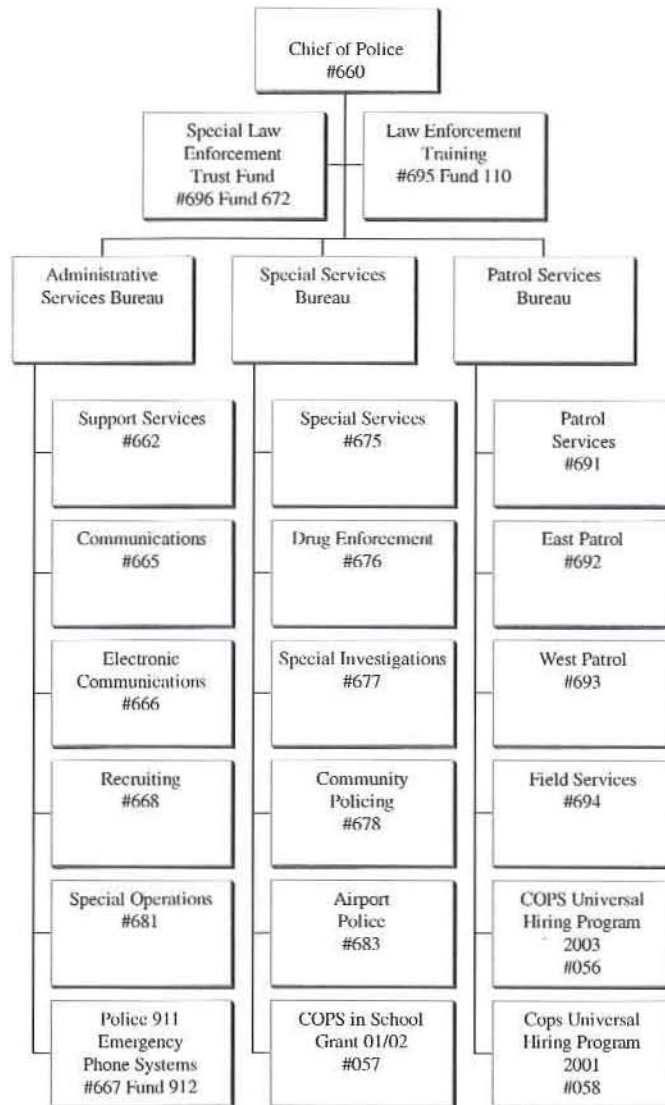 Chief of Police
#660
Special Law
Enforcement
Trust Fund
#696 Fund 672
Law Enforcement
Training
#695 Fund 110
Administrative
Services Bureau
Special Services
Bureau
Patrol Services
Bureau
Support Services
#662
Special Services
#675
Patrol
Services
#691
Communications
#665
Drug Enforcement
#676
East Patrol
#692
Electronic
Communications
#666
Special Investigations
#677
West Patrol
#693
Recruiting
#668
Community
Policing
#678
Field Services
#694
Special Operations
#681
Airport
Police
#683
COPS Universal
Hiring Program
2003
#056
Police 911
Emergency
Phone Systems
#667 Fund 912
COPS in School
Grant 01/02
#057
Cops Universal
Hiring Program
2001
#058